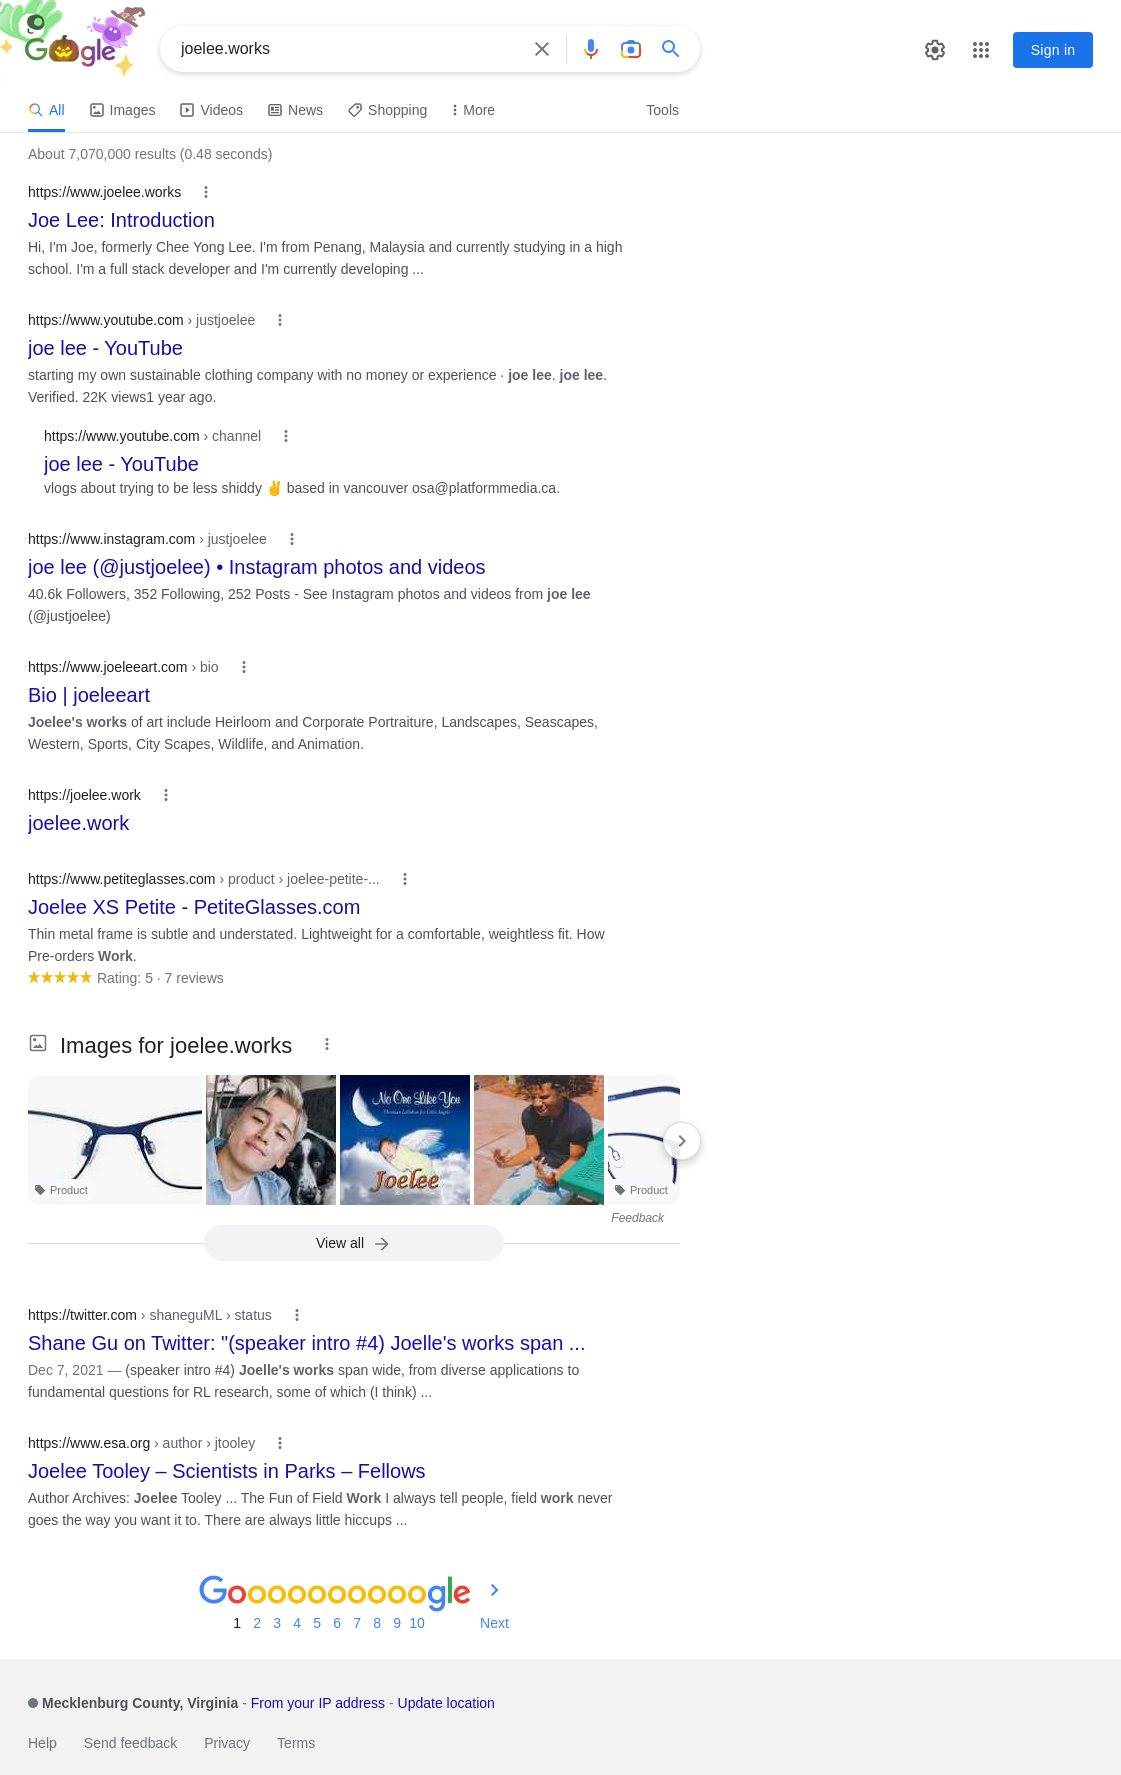 Google
joelee.works
Sign in
All
Images
Videos
News
Shopping
More
Tools
About 7,070,000 results (0.48 seconds)
https://www.joelee.works
Joe Lee: Introduction
Hi, I'm Joe, formerly Chee Yong Lee. I'm from Penang, Malaysia and currently studying in a high
school. I'm a full stack developer and I'm currently developing ...
https://www.youtube.com › justjoelee
joe lee - YouTube
starting my own sustainable clothing company with no money or experience · joe lee. joe lee.
Verified. 22K views1 year ago.
https://www.youtube.com › channel
joe lee - YouTube
vlogs about trying to be less shiddy ✌ based in vancouver osa@platformmedia.ca.
https://www.instagram.com › justjoelee
joe lee (@justjoelee) • Instagram photos and videos
40.6k Followers, 352 Following, 252 Posts - See Instagram photos and videos from joe lee
(@justjoelee)
https://www.joeleeart.com › bio
Bio | joeleeart
Joelee's works of art include Heirloom and Corporate Portraiture, Landscapes, Seascapes,
Western, Sports, City Scapes, Wildlife, and Animation.
https://joelee.work
joelee.work
https://www.petiteglasses.com › product › joelee-petite-...
Joelee XS Petite - PetiteGlasses.com
Thin metal frame is subtle and understated. Lightweight for a comfortable, weightless fit. How
Pre-orders Work.
★★★★★ Rating: 5 · 7 reviews
Images for joelee.works
No One Like You
Joelee
Product
Product
Feedback
View all
https://twitter.com › shaneguML › status
Shane Gu on Twitter: "(speaker intro #4) Joelle's works span ...
Dec 7, 2021 — (speaker intro #4) Joelle's works span wide, from diverse applications to
fundamental questions for RL research, some of which (I think) ...
https://www.esa.org › author › jtooley
Joelee Tooley – Scientists in Parks – Fellows
Author Archives: Joelee Tooley ... The Fun of Field Work I always tell people, field work never
goes the way you want it to. There are always little hiccups ...
Goooooooooogle
1 2 3 4 5 6 7 8 9 10 Next
Mecklenburg County, Virginia - From your IP address - Update location
Help Send feedback Privacy Terms